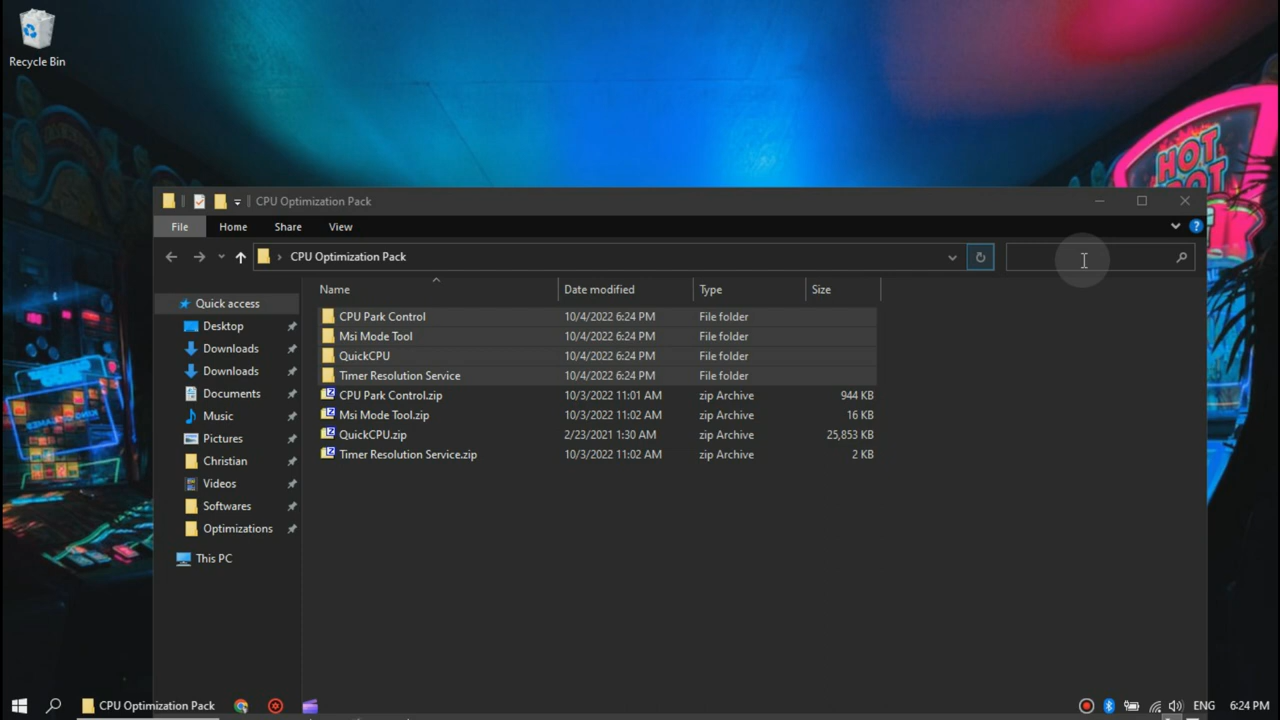 Recycle Bin
HOT
CPU Optimization Pack
File Home Share View
CPU Optimization Pack
Name Date modified Type Size
Quick access
Desktop
Downloads
Downloads
Documents
Music
Pictures
Christian
Videos
Softwares
Optimizations
This PC
CPU Park Control 10/4/2022 6:24 PM File folder
Msi Mode Tool 10/4/2022 6:24 PM File folder
QuickCPU 10/4/2022 6:24 PM File folder
Timer Resolution Service 10/4/2022 6:24 PM File folder
CPU Park Control.zip 10/3/2022 11:01 AM zip Archive 944 KB
Msi Mode Tool.zip 10/3/2022 11:02 AM zip Archive 16 KB
QuickCPU.zip 2/23/2021 1:30 AM zip Archive 25,853 KB
Timer Resolution Service.zip 10/3/2022 11:02 AM zip Archive 2 KB
CPU Optimization Pack ENG 6:24 PM